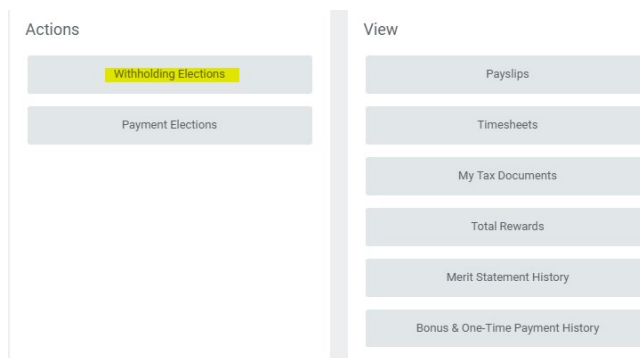 Actions
Withholding Elections
Payment Elections
View
Payslips
Timesheets
My Tax Documents
Total Rewards
Merit Statement History
Bonus & One-Time Payment History